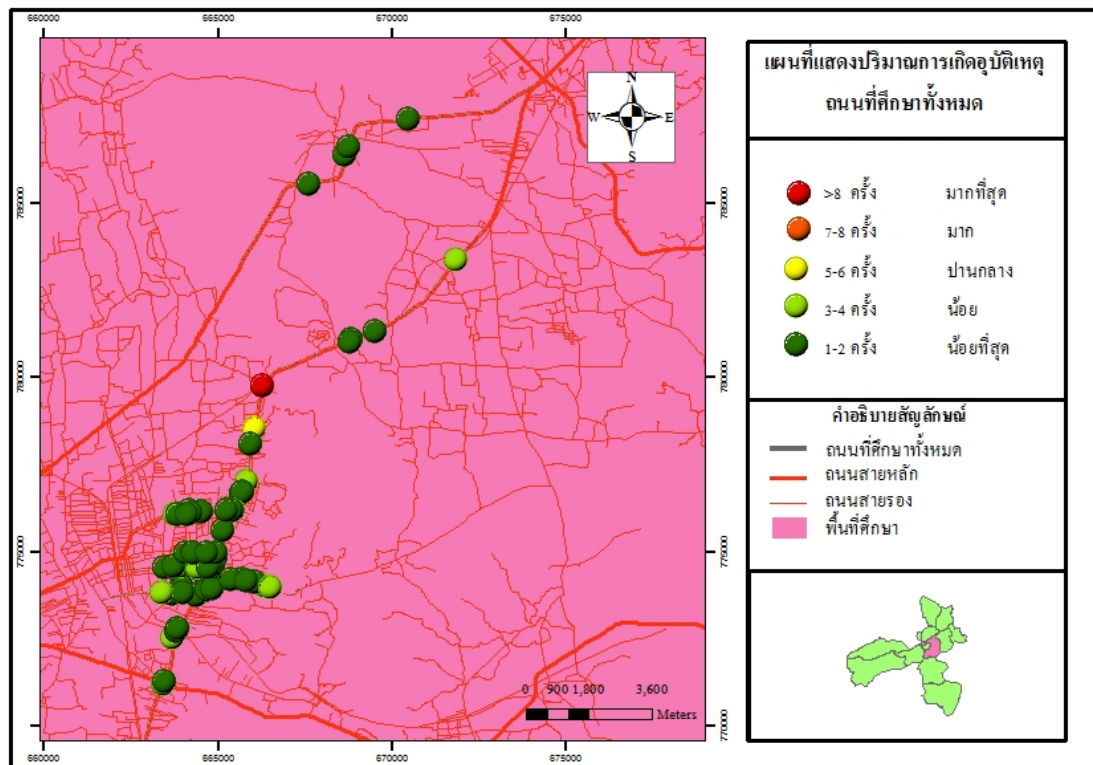 660000 665000 670000 675000
แผนที่แสดงปริมาณการเกิดอุบัติเหตุ
ถนนที่ศึกษาทั้งหมด
N
W E
S
>8 ครั้ง มากที่สุด
7-8 ครั้ง มาก
5-6 ครั้ง ปานกลาง
3-4 ครั้ง น้อย
1-2 ครั้ง น้อยที่สุด
785000 785000
780000 780000
775000 775000
770000 770000
คำอธิบายสัญลักษณ์
ถนนที่ศึกษาทั้งหมด
ถนนสายหลัก
ถนนสายรอง
พื้นที่ศึกษา
0 900 1,800 3,600
Meters
660000 665000 670000 675000